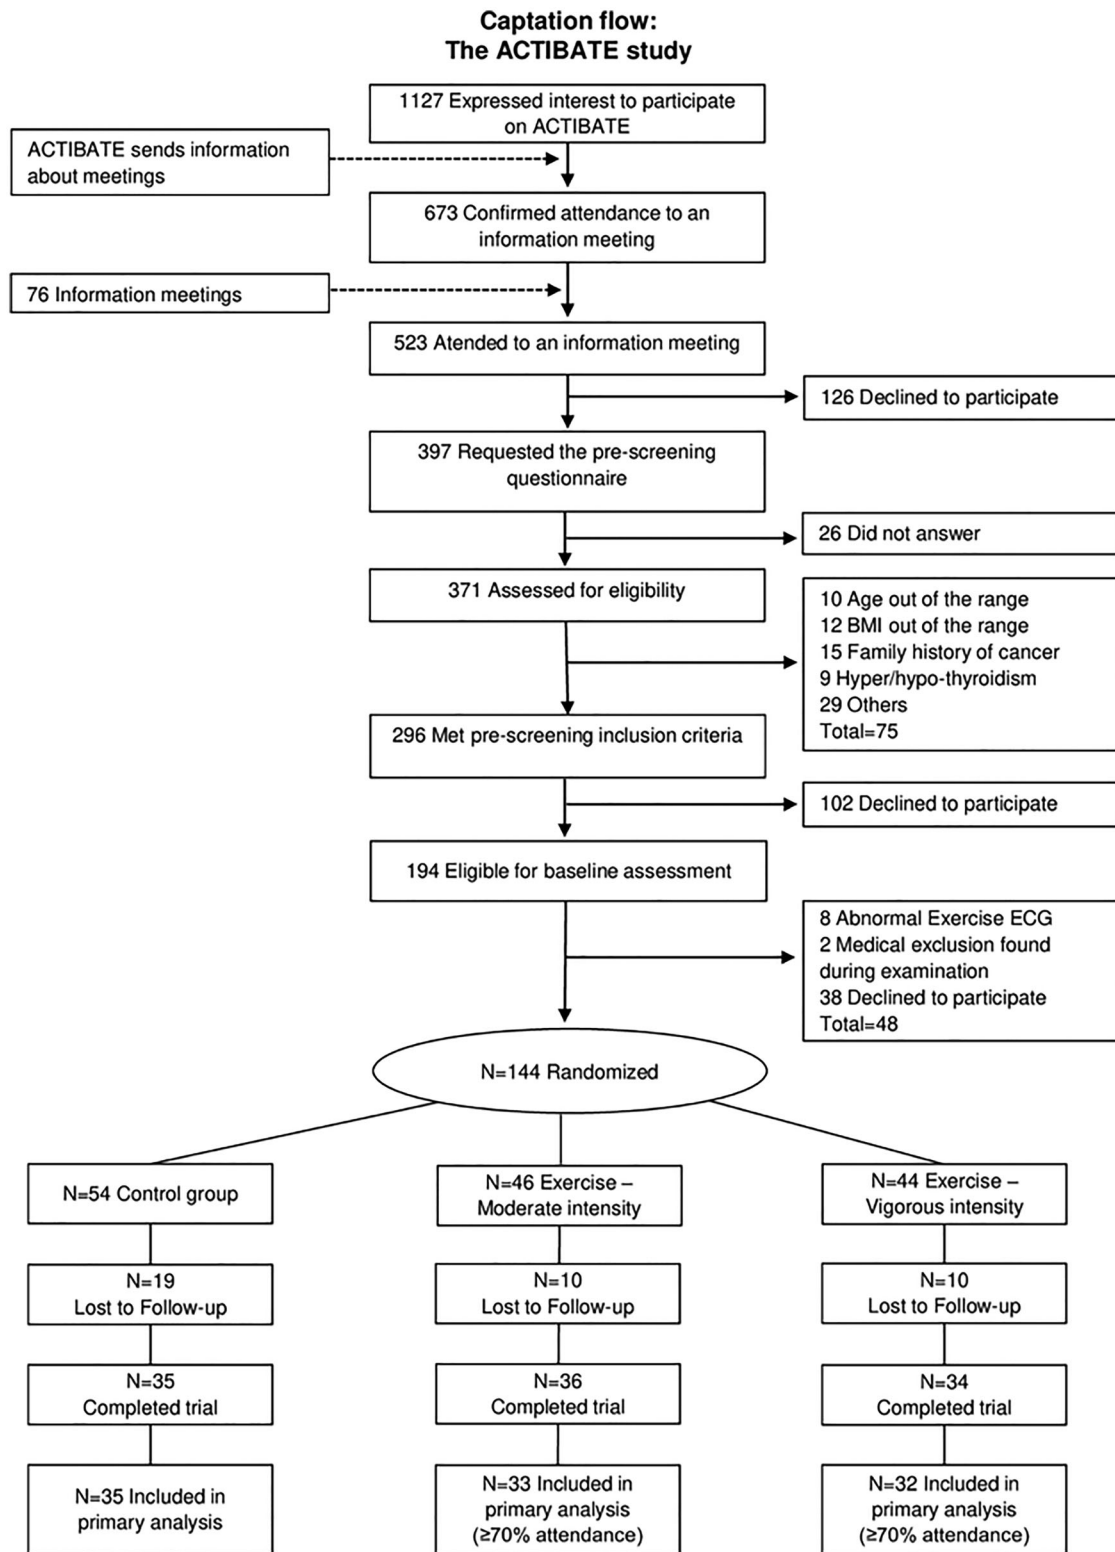 Captation flow:
The ACTIBATE study
1127 Expressed interest to participate
on ACTIBATE
ACTIBATE sends information
about meetings
673 Confirmed attendance to an
information meeting
76 Information meetings
523 Atended to an information meeting
126 Declined to participate
397 Requested the pre-screening
questionnaire
26 Did not answer
371 Assessed for eligibility
10 Age out of the range
12 BMI out of the range
15 Family history of cancer
9 Hyper/hypo-thyroidism
29 Others
Total=75
296 Met pre-screening inclusion criteria
102 Declined to participate
194 Eligible for baseline assessment
8 Abnormal Exercise ECG
2 Medical exclusion found
during examination
38 Declined to participate
Total=48
N=144 Randomized
N=54 Control group
N=46 Exercise –
Moderate intensity
N=44 Exercise –
Vigorous intensity
N=19
Lost to Follow-up
N=10
Lost to Follow-up
N=10
Lost to Follow-up
N=35
Completed trial
N=36
Completed trial
N=34
Completed trial
N=35 Included in
primary analysis
N=33 Included in
primary analysis
(≥70% attendance)
N=32 Included in
primary analysis
(≥70% attendance)